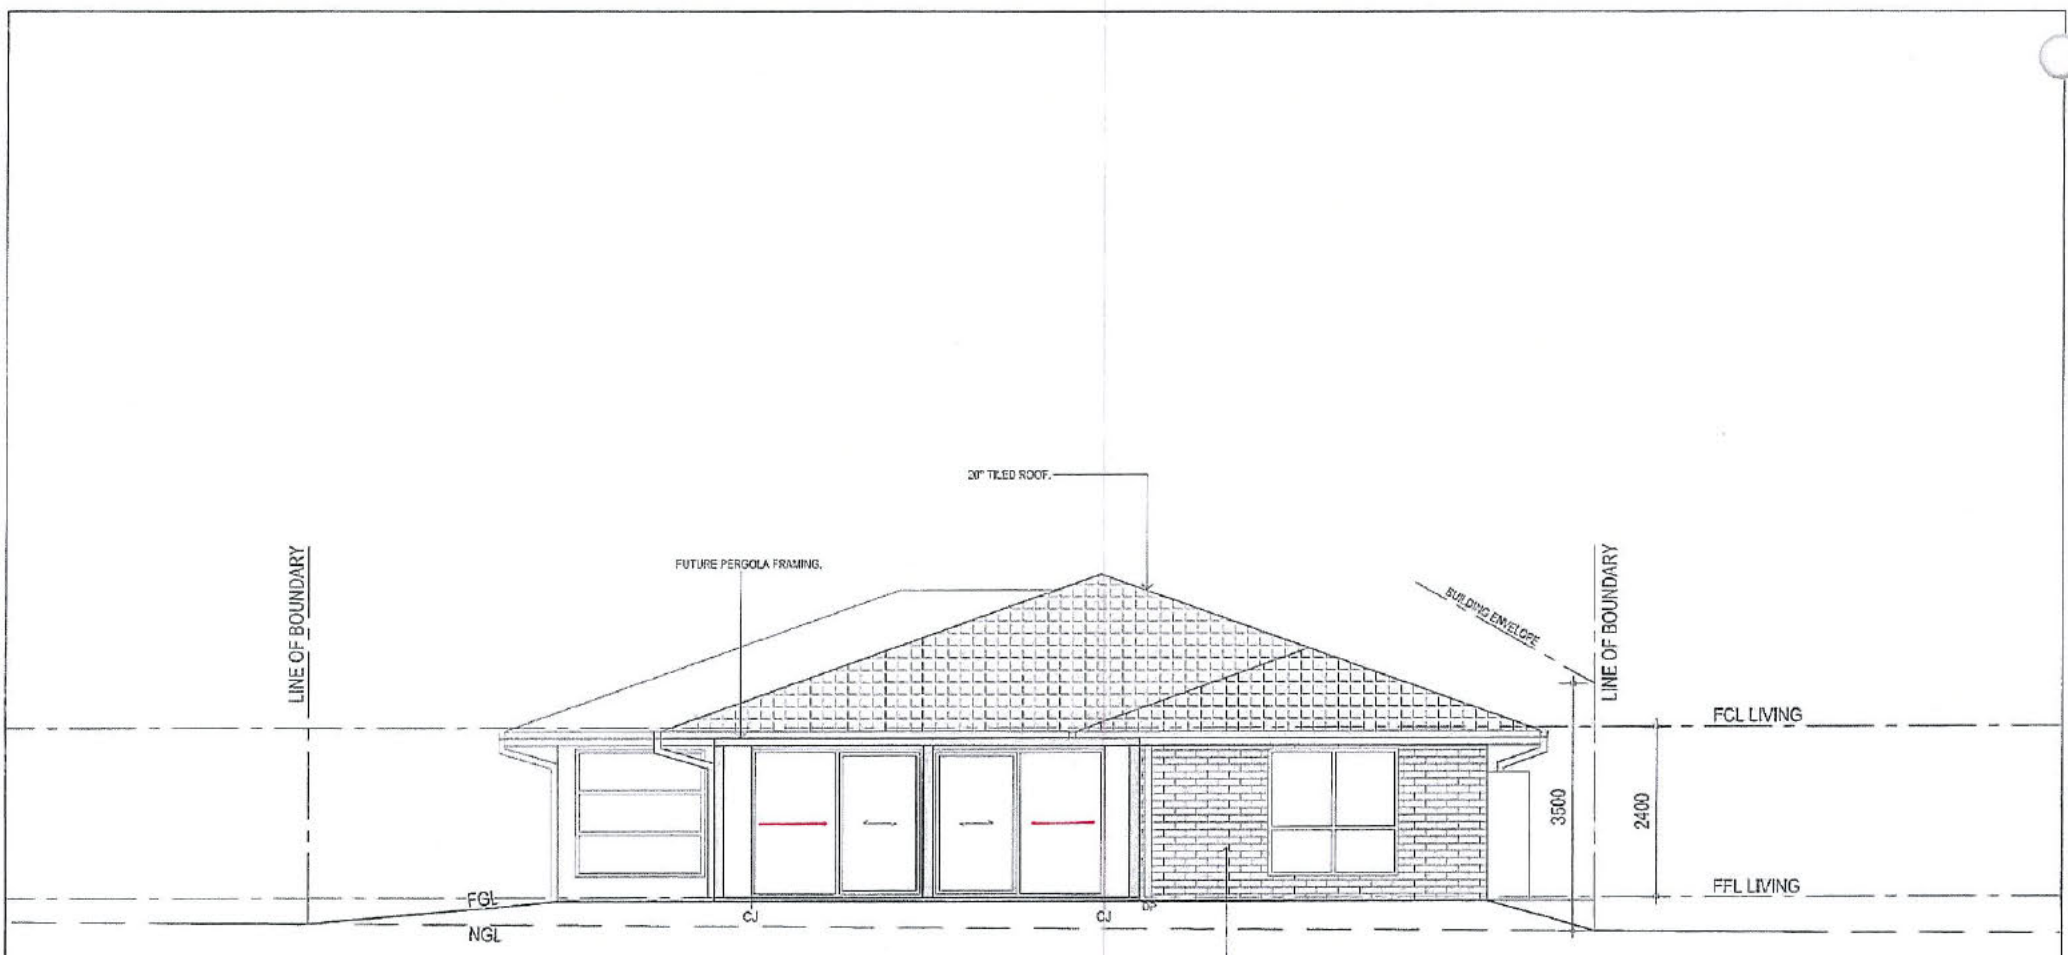 20° TILED ROOF.
FUTURE PERGOLA FRAMING.
LINE OF BOUNDARY
BUILDING ENVELOPE
LINE OF BOUNDARY
FCL LIVING
3500
2400
FFL LIVING
FGL
CJ
CJ
DP
NGL